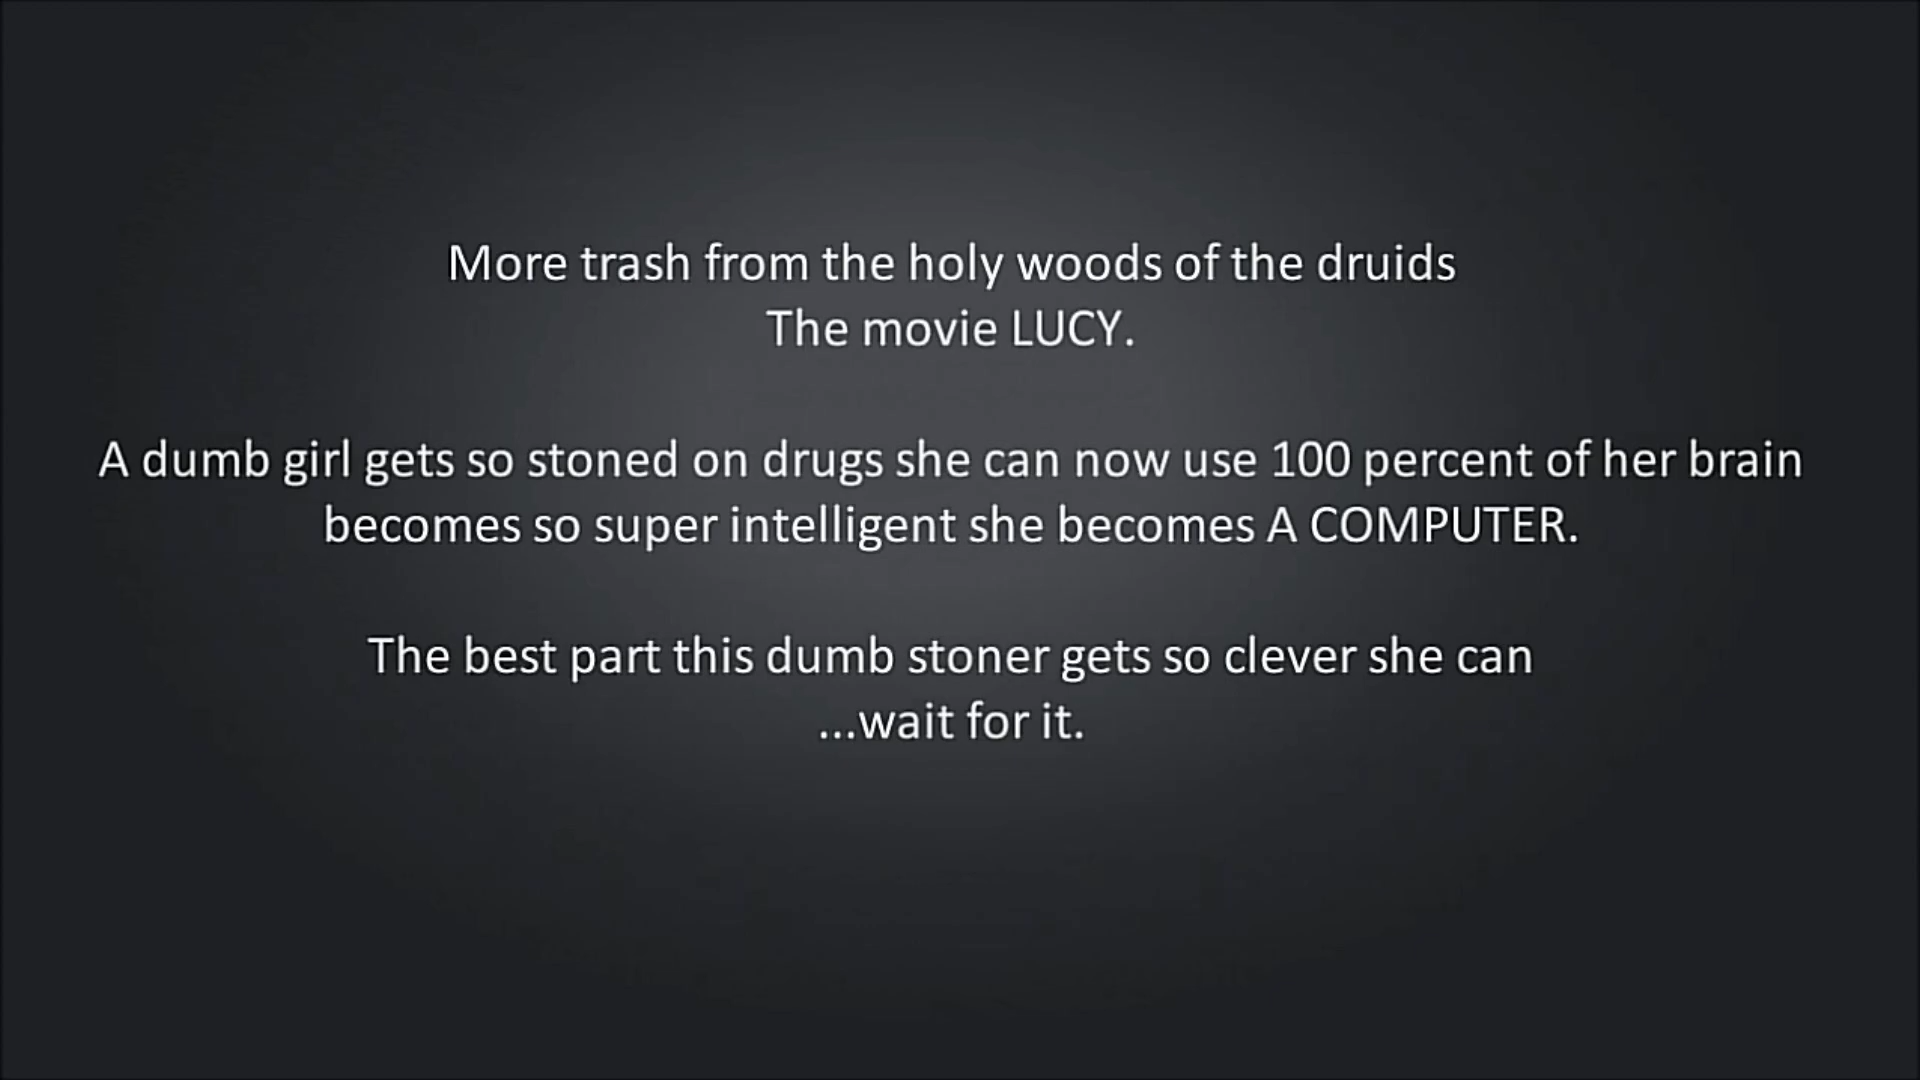 More trash from the holy woods of the druids
The movie LUCY.
A dumb girl gets so stoned on drugs she can now use 100 percent of her brain
becomes so super intelligent she becomes A COMPUTER.
The best part this dumb stoner gets so clever she can
...wait for it.